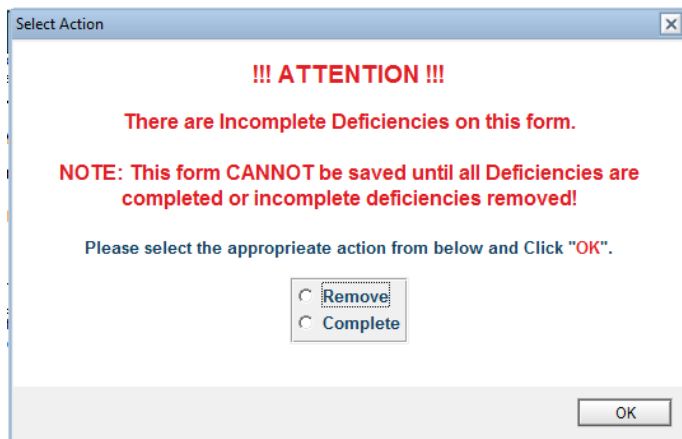 Select Action
!!! ATTENTION !!!
There are Incomplete Deficiencies on this form.
NOTE: This form CANNOT be saved until all Deficiencies are
completed or incomplete deficiencies removed!
Please select the approprieate action from below and Click "OK".
Remove
Complete
OK